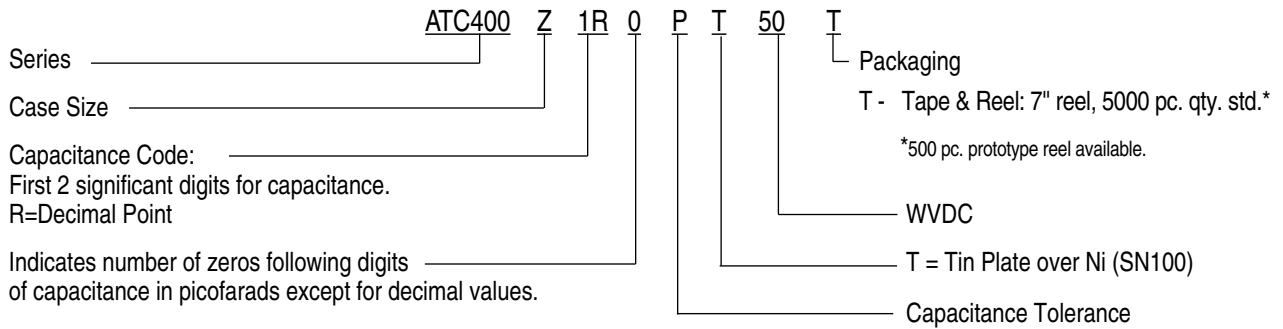 ATC400 Z 1R 0 P T 50 T
Series
Case Size
Capacitance Code:
First 2 significant digits for capacitance.
R=Decimal Point
Indicates number of zeros following digits
of capacitance in picofarads except for decimal values.
Packaging
T - Tape & Reel: 7" reel, 5000 pc. qty. std.*
*500 pc. prototype reel available.
WVDC
T = Tin Plate over Ni (SN100)
Capacitance Tolerance